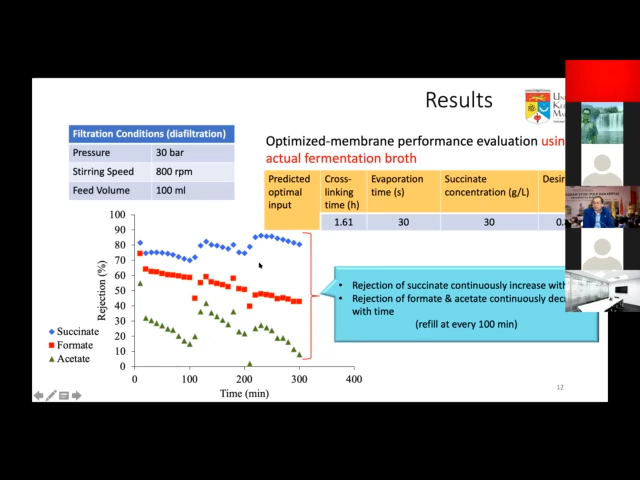 Results
Filtration Conditions (diafiltration)
Pressure 30 bar
Stirring Speed 800 rpm
Feed Volume 100 ml
Optimized-membrane performance evaluation using
actual fermentation broth
Predicted optimal input
Cross-linking time (h)
Evaporation time (s)
Succinate concentration (g/L)
1.61 30 30
Rejection (%)
100
90
80
70
60
50
40
30
20
10
0
0 100 200 300 400
Time (min)
Succinate
Formate
Acetate
• Rejection of succinate continuously increase
• Rejection of formate & acetate continuously
with time
(refill at every 100 min)
12